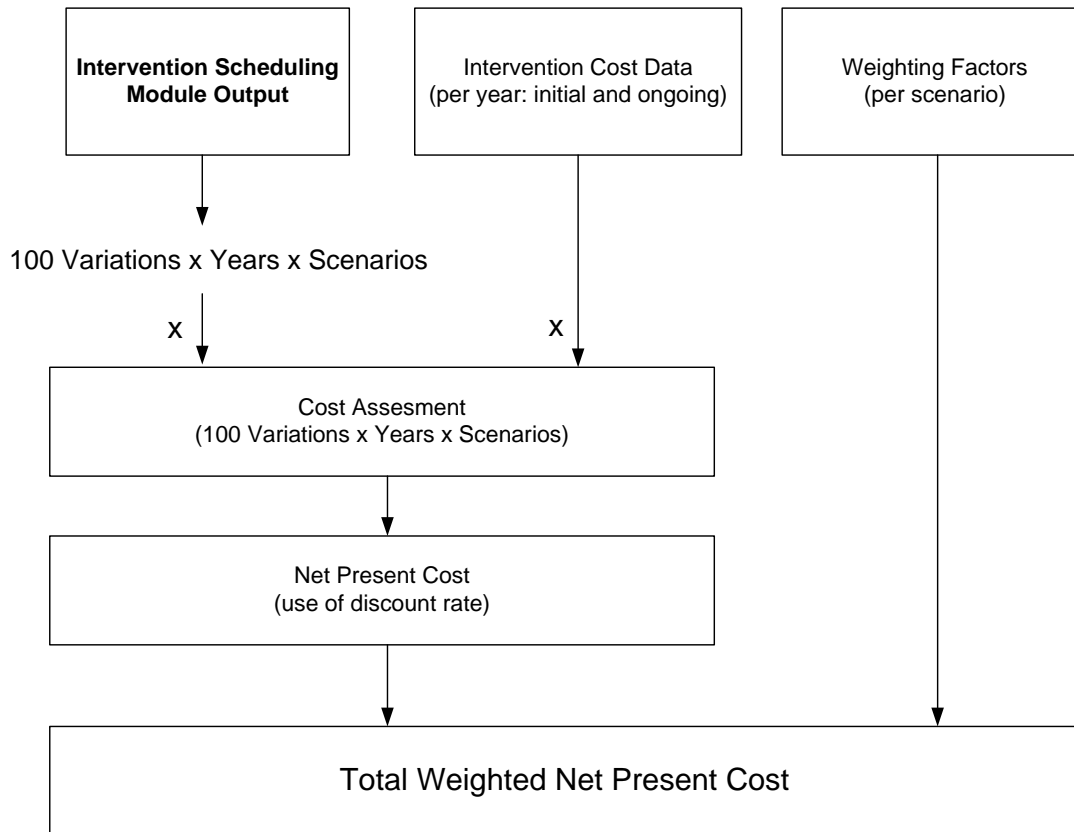 Intervention Scheduling
Module Output
Intervention Cost Data
(per year: initial and ongoing)
Weighting Factors
(per scenario)
100 Variations x Years x Scenarios
x
x
Cost Assesment
(100 Variations x Years x Scenarios)
Net Present Cost
(use of discount rate)
Total Weighted Net Present Cost